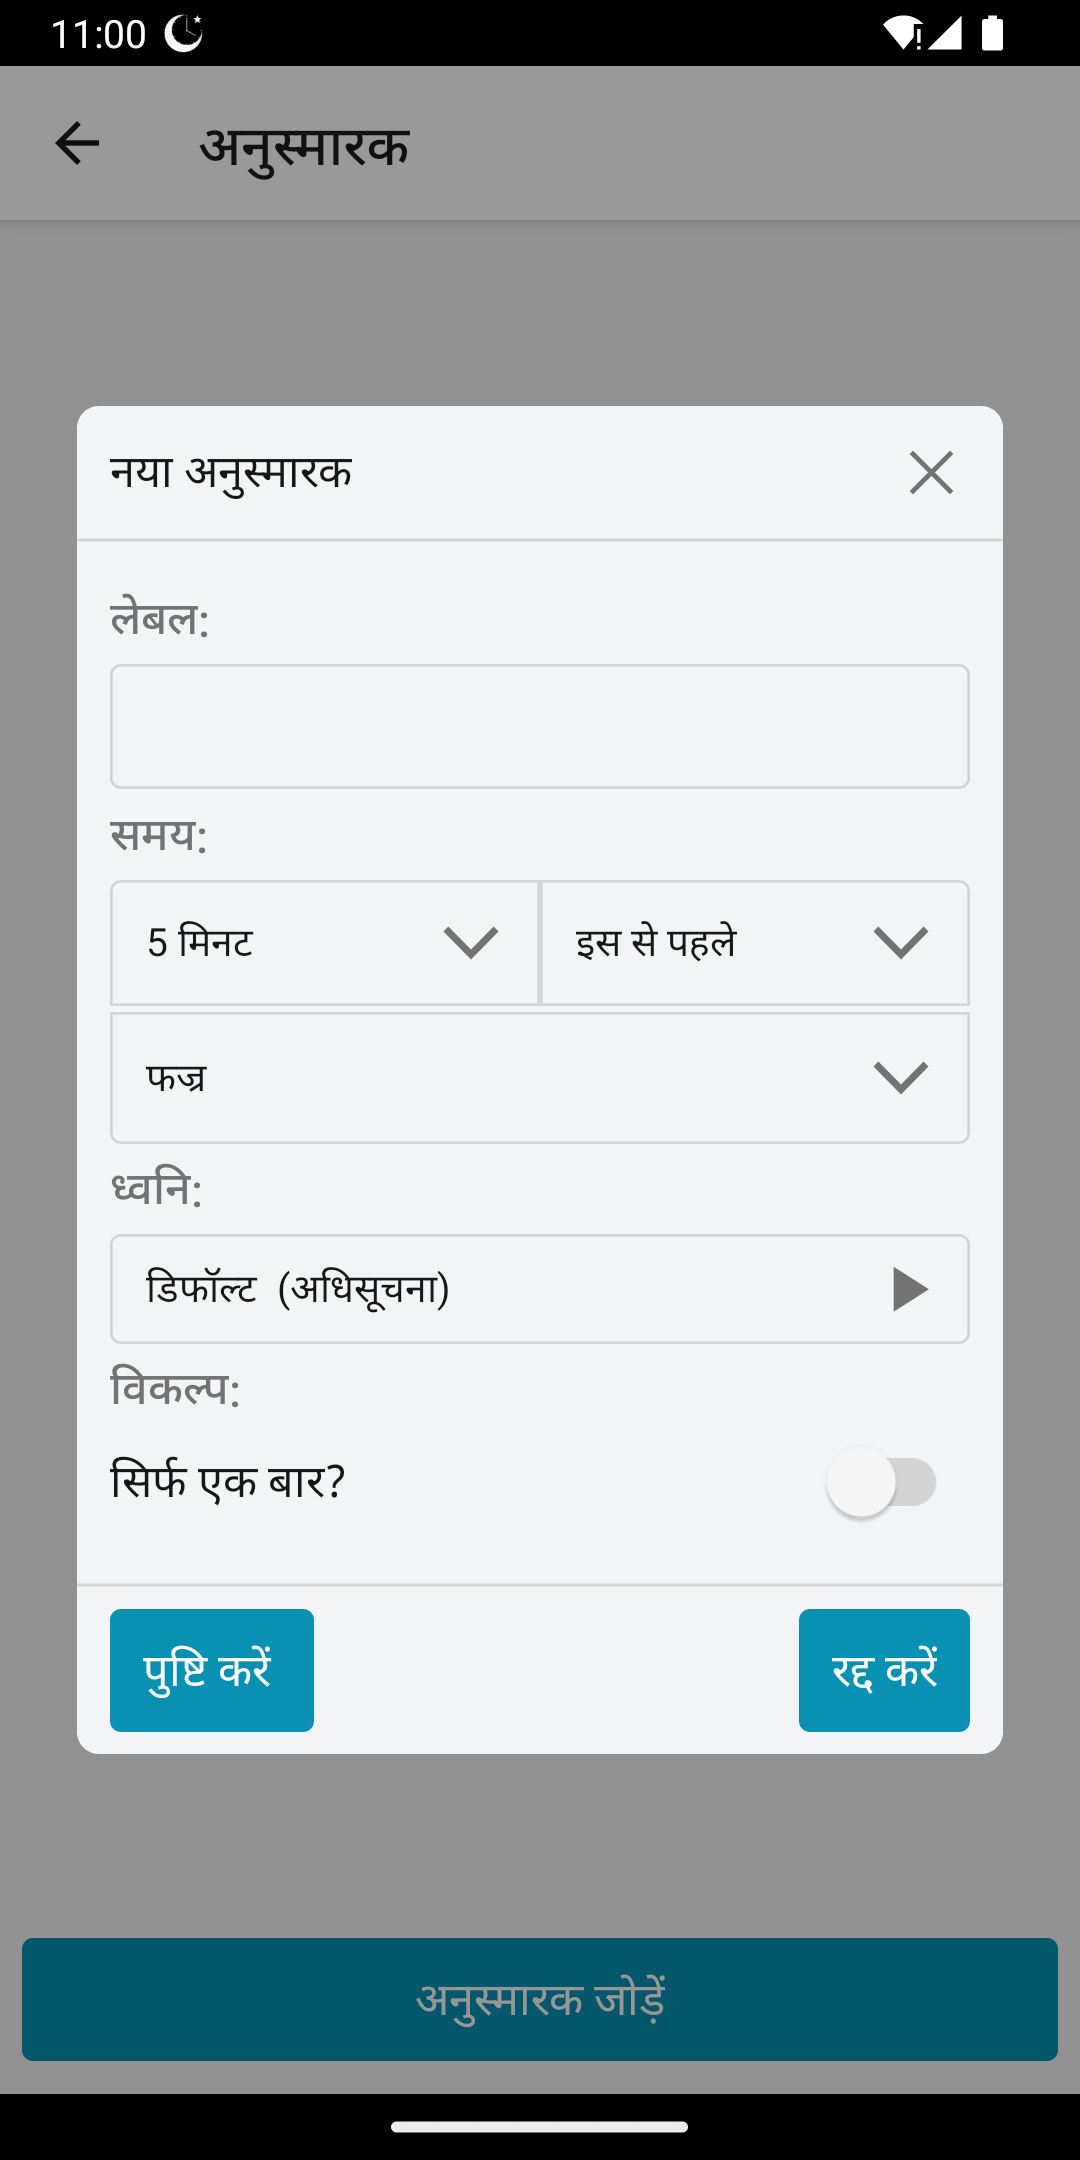 11:00
अनुस्मारक
नया अनुस्मारक
लेबल:
समय:
5 मिनट इस से पहले
फज्र
ध्वनि:
डिफॉल्ट (अधिसूचना)
विकल्प:
सिर्फ एक बार?
पुष्टि करें रद्द करें
अनुस्मारक जोड़ें